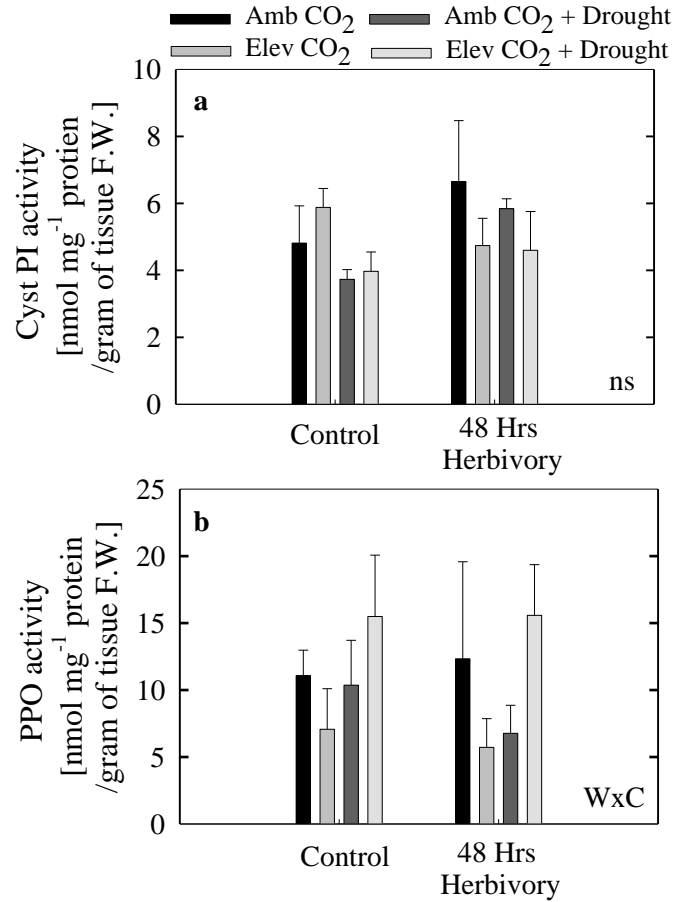 Amb CO2 Amb CO2 + Drought
Elev CO2 Elev CO2 + Drought
a
10
8
6
4
2
0
Cyst PI activity
[nmol mg-1 protien
/gram of tissue F.W.]
ns
Control
48 Hrs
Herbivory
b
25
20
15
10
5
0
PPO activity
[nmol mg-1 protein
/gram of tissue F.W.]
WxC
Control
48 Hrs
Herbivory